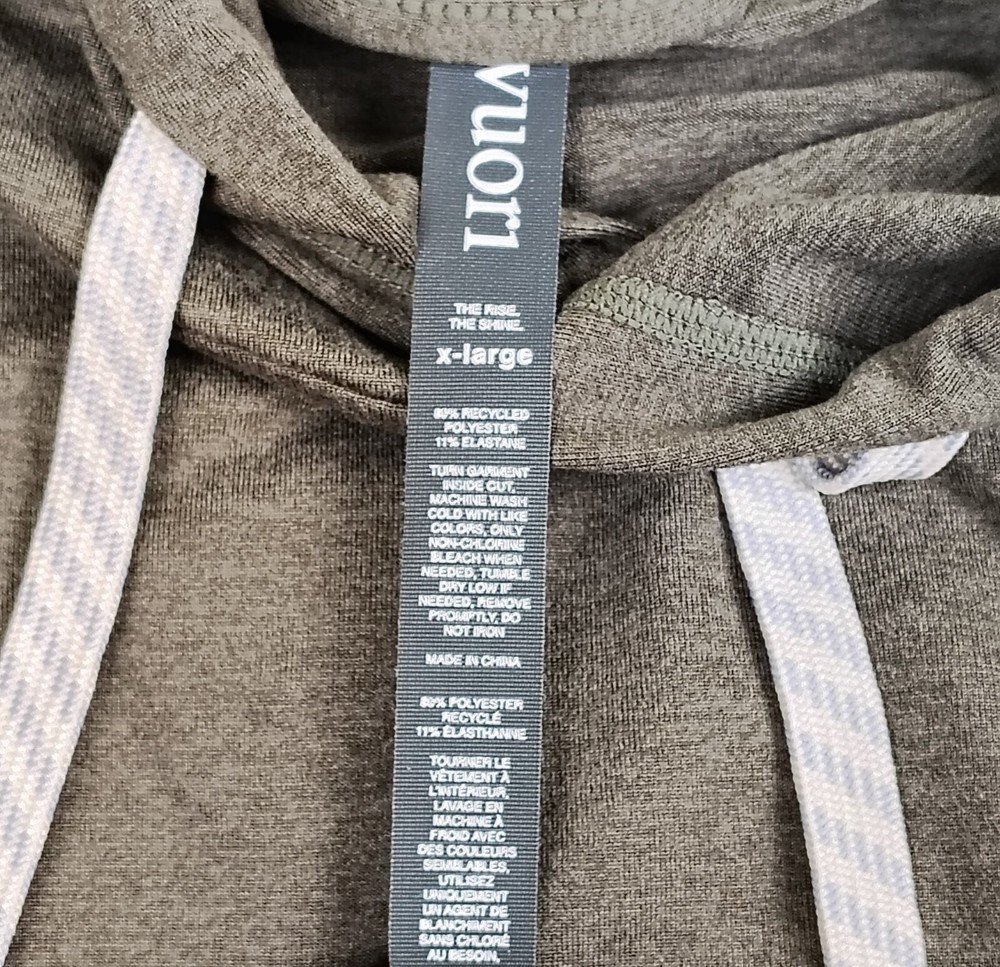 vuori
THE RISE.
THE SHINE.
x-large
89% RECYCLED
POLYESTER
11% ELASTANE
TURN GARMENT
INSIDE OUT,
MACHINE WASH
COLD WITH LIKE
COLORS, ONLY
NON-CHLORINE
BLEACH WHEN
NEEDED, TUMBLE
DRY LOW IF
NEEDED, REMOVE
PROMPTLY, DO
NOT IRON
MADE IN CHINA
89% POLYESTER
RECYCLÉ
11% ÉLASTHANNE
TOURNER LE
VÊTEMENT À
L'INTÉRIEUR,
LAVAGE EN
MACHINE À
FROID AVEC
DES COULEURS
SEMBLABLES,
UTILISEZ
UNIQUEMENT
UN AGENT DE
BLANCHIMENT
SANS CHLORE
AU BESOIN,